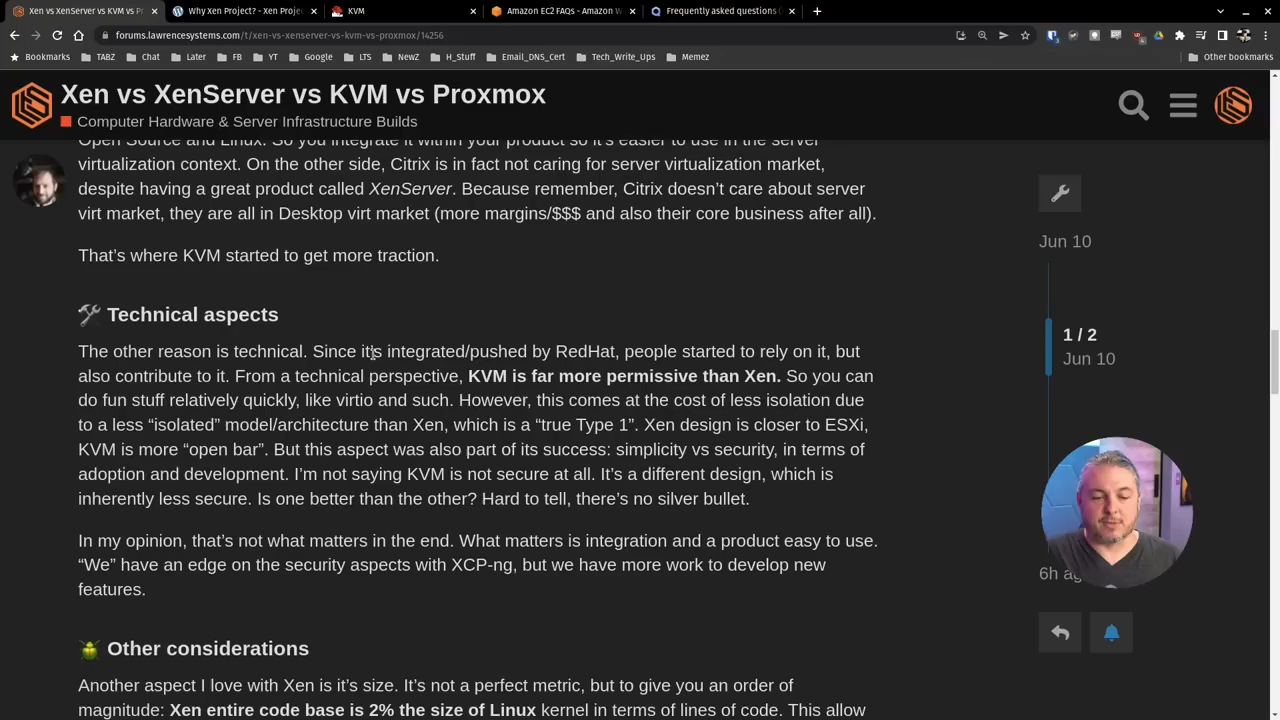 Xen vs XenServer vs KVM vs P
Why Xen Project? - Xen Projec
KVM
Amazon EC2 FAQs - Amazon W
Frequently asked questions (
forums.lawrencesystems.com/t/xen-vs-xenserver-vs-kvm-vs-proxmox/14256
Bookmarks TABZ Chat Later FB YT Google LTS NewZ H_Stuff Email_DNS_Cert Tech_Write_Ups Memez Other bookmarks
Xen vs XenServer vs KVM vs Proxmox
Computer Hardware & Server Infrastructure Builds
Open Source and Linux. So you integrate it within your product so it's easier to use in the server
virtualization context. On the other side, Citrix is in fact not caring for server virtualization market,
despite having a great product called XenServer. Because remember, Citrix doesn't care about server
virt market, they are all in Desktop virt market (more margins/$$$ and also their core business after all).
That's where KVM started to get more traction.
Technical aspects
The other reason is technical. Since it's integrated/pushed by RedHat, people started to rely on it, but
also contribute to it. From a technical perspective, KVM is far more permissive than Xen. So you can
do fun stuff relatively quickly, like virtio and such. However, this comes at the cost of less isolation due
to a less “isolated” model/architecture than Xen, which is a “true Type 1”. Xen design is closer to ESXi,
KVM is more “open bar”. But this aspect was also part of its success: simplicity vs security, in terms of
adoption and development. I'm not saying KVM is not secure at all. It's a different design, which is
inherently less secure. Is one better than the other? Hard to tell, there's no silver bullet.
In my opinion, that's not what matters in the end. What matters is integration and a product easy to use.
“We” have an edge on the security aspects with XCP-ng, but we have more work to develop new
features.
Other considerations
Another aspect I love with Xen is it's size. It's not a perfect metric, but to give you an order of
magnitude: Xen entire code base is 2% the size of Linux kernel in terms of lines of code. This allow
Jun 10
1 / 2
Jun 10
6h ag